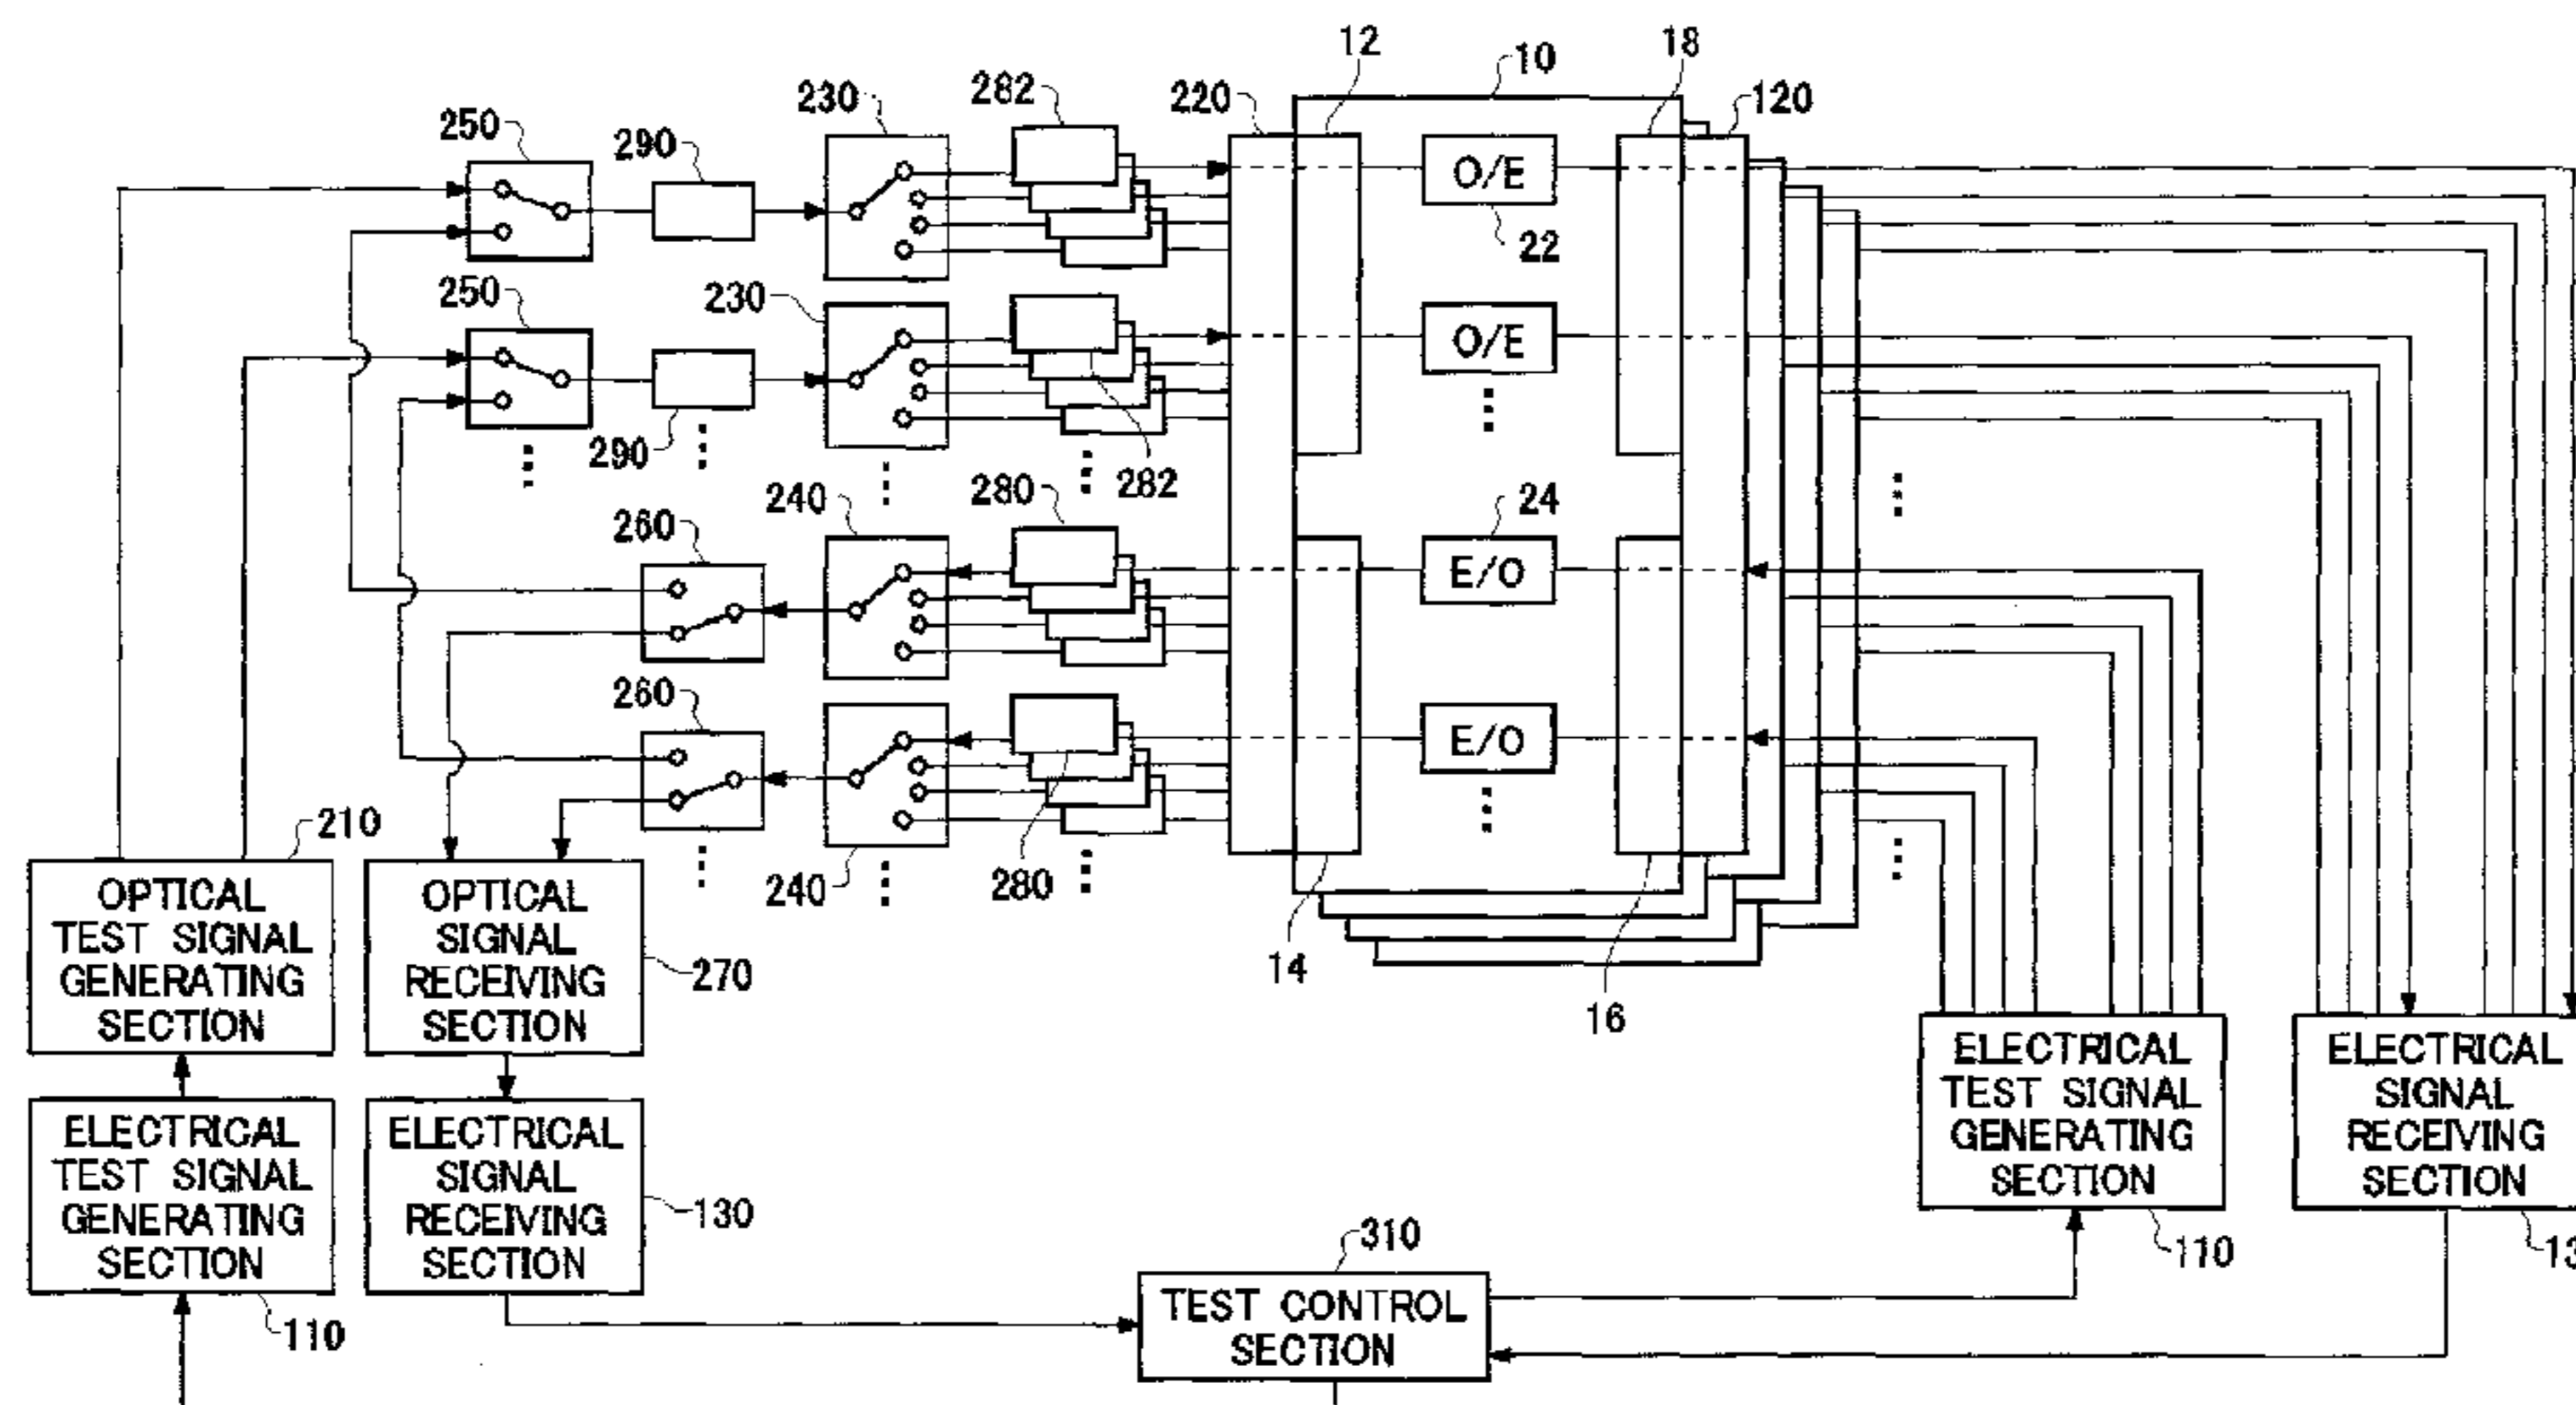 12
18
10
230
282
220
120
250
290
O/E
22
250
230
O/E
290
282
280
240
24
260
E/O
260
E/O
210
280
240
OPTICAL
TEST SIGNAL
GENERATING
SECTION
OPTICAL
SIGNAL
RECEIVING
SECTION
270
14
16
ELECTRICAL
TEST SIGNAL
GENERATING
SECTION
110
ELECTRICAL
SIGNAL
RECEIVING
SECTION
130
ELECTRICAL
TEST SIGNAL
GENERATING
SECTION
110
ELECTRICAL
SIGNAL
RECEIVING
SECTION
310
TEST CONTROL
SECTION